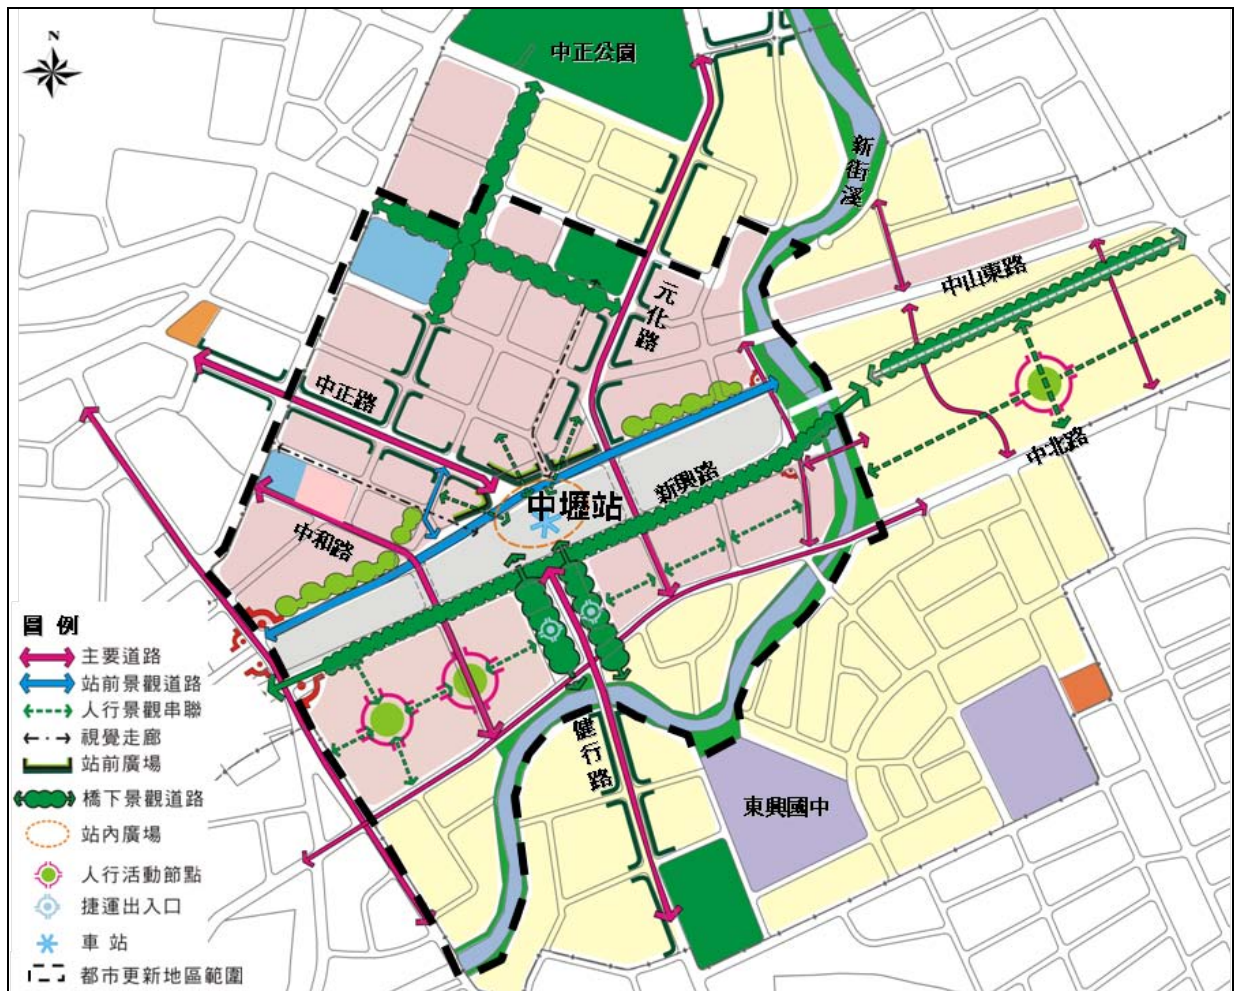 N
中正公園
新街溪
元化路
中山東路
中正路
中北路
新興路
中壢站
中和路
健行路
東興國中
圖 例
主要道路
站前景觀道路
人行景觀串聯
視覺走廊
站前廣場
橋下景觀道路
站內廣場
人行活動節點
捷運出入口
車 站
都市更新地區範圍